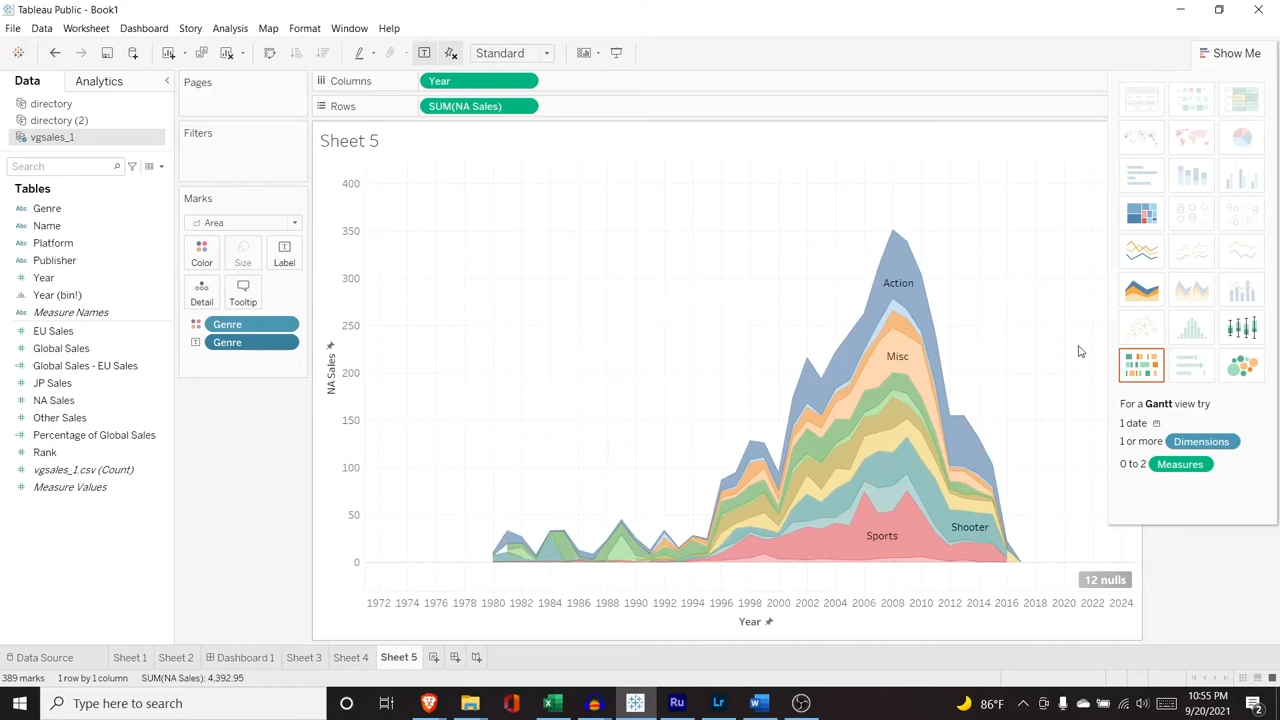 Tableau Public - Book1
File Data Worksheet Dashboard Story Analysis Map Format Window Help
Standard
Show Me
Data Analytics
directory
directory (2)
vgsales_1
Search
Tables
Abc Genre
Abc Name
Abc Platform
Abc Publisher
Year
Year (bin!)
Abc Measure Names
EU Sales
Global Sales
Global Sales - EU Sales
JP Sales
NA Sales
Other Sales
Percentage of Global Sales
Rank
vgsales_1.csv (Count)
Measure Values
Pages
Filters
Marks
Area
Color Size Label
Detail Tooltip
Genre
Genre
Columns Year
Rows SUM(NA Sales)
Sheet 5
400
350
300
250
200
150
100
50
0
NA Sales
Action
Misc
Shooter
Sports
12 nulls
1972 1974 1976 1978 1980 1982 1984 1986 1988 1990 1992 1994 1996 1998 2000 2002 2004 2006 2008 2010 2012 2014 2016 2018 2020 2022 2024
Year
For a Gantt view try
1 date
1 or more Dimensions
0 to 2 Measures
Data Source Sheet 1 Sheet 2 Dashboard 1 Sheet 3 Sheet 4 Sheet 5
389 marks 1 row by 1 column SUM(NA Sales): 4,392.95
Type here to search
Ru
Lr
86°F
10:55 PM
9/20/2021
2